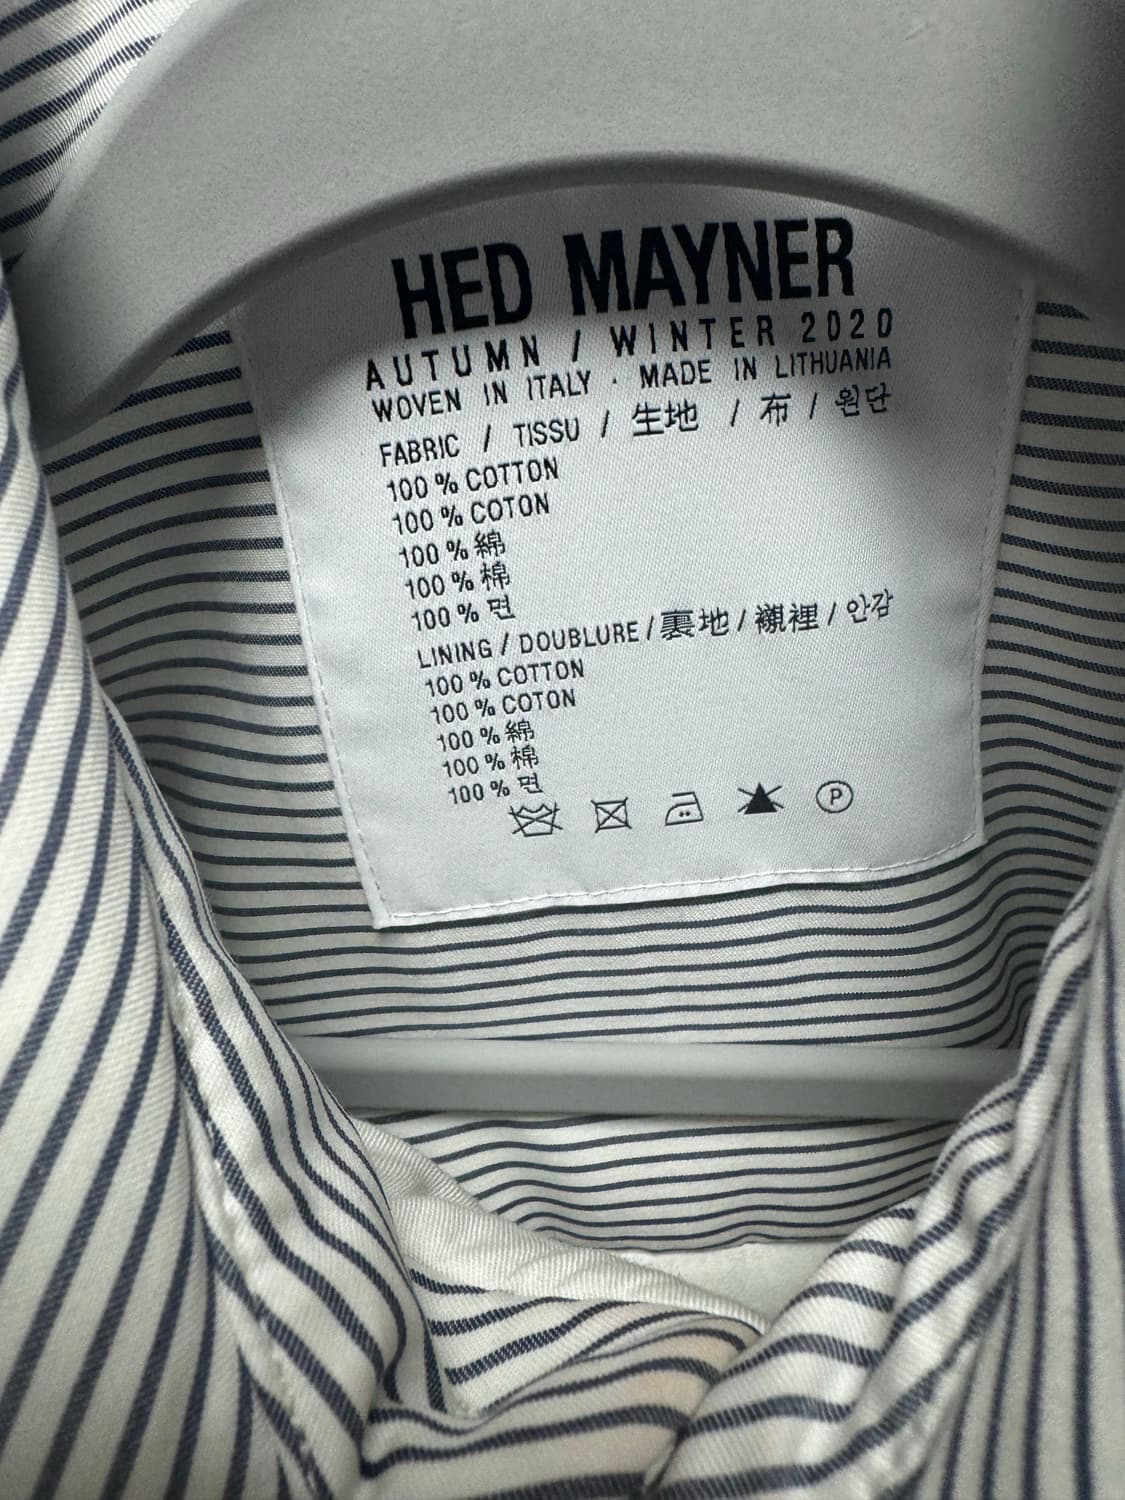 HED MAYNER
AUTUMN / WINTER 2020
WOVEN IN ITALY · MADE IN LITHUANIA
FABRIC / TISSU / 生地 / 布 / 원단
100 % COTTON
100 % COTON
100 % 綿
100 % 棉
100 % 면
LINING / DOUBLURE / 裏地 / 襯裡 / 안감
100 % COTTON
100 % COTON
100 % 綿
100 % 棉
100 % 면
P